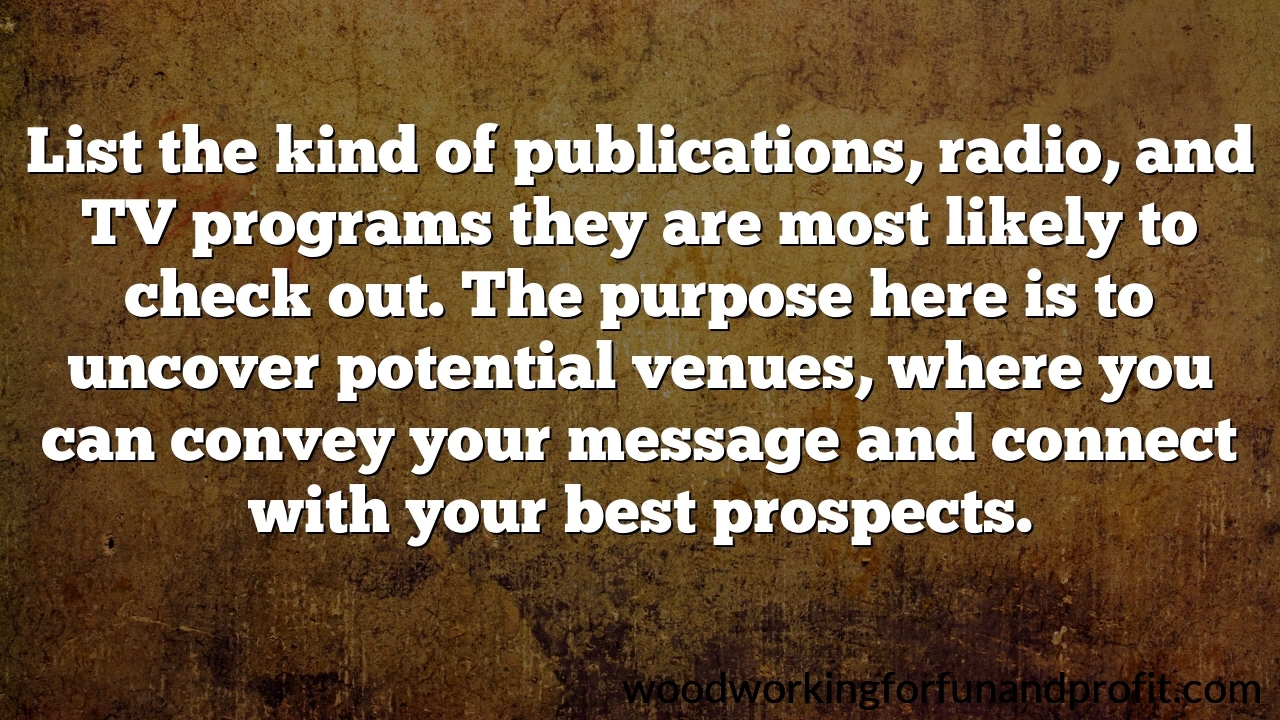 List the kind of publications, radio, and
TV programs they are most likely to
check out. The purpose here is to
uncover potential venues, where you
can convey your message and connect
with your best prospects.
woodworkingforfunandprofit.com